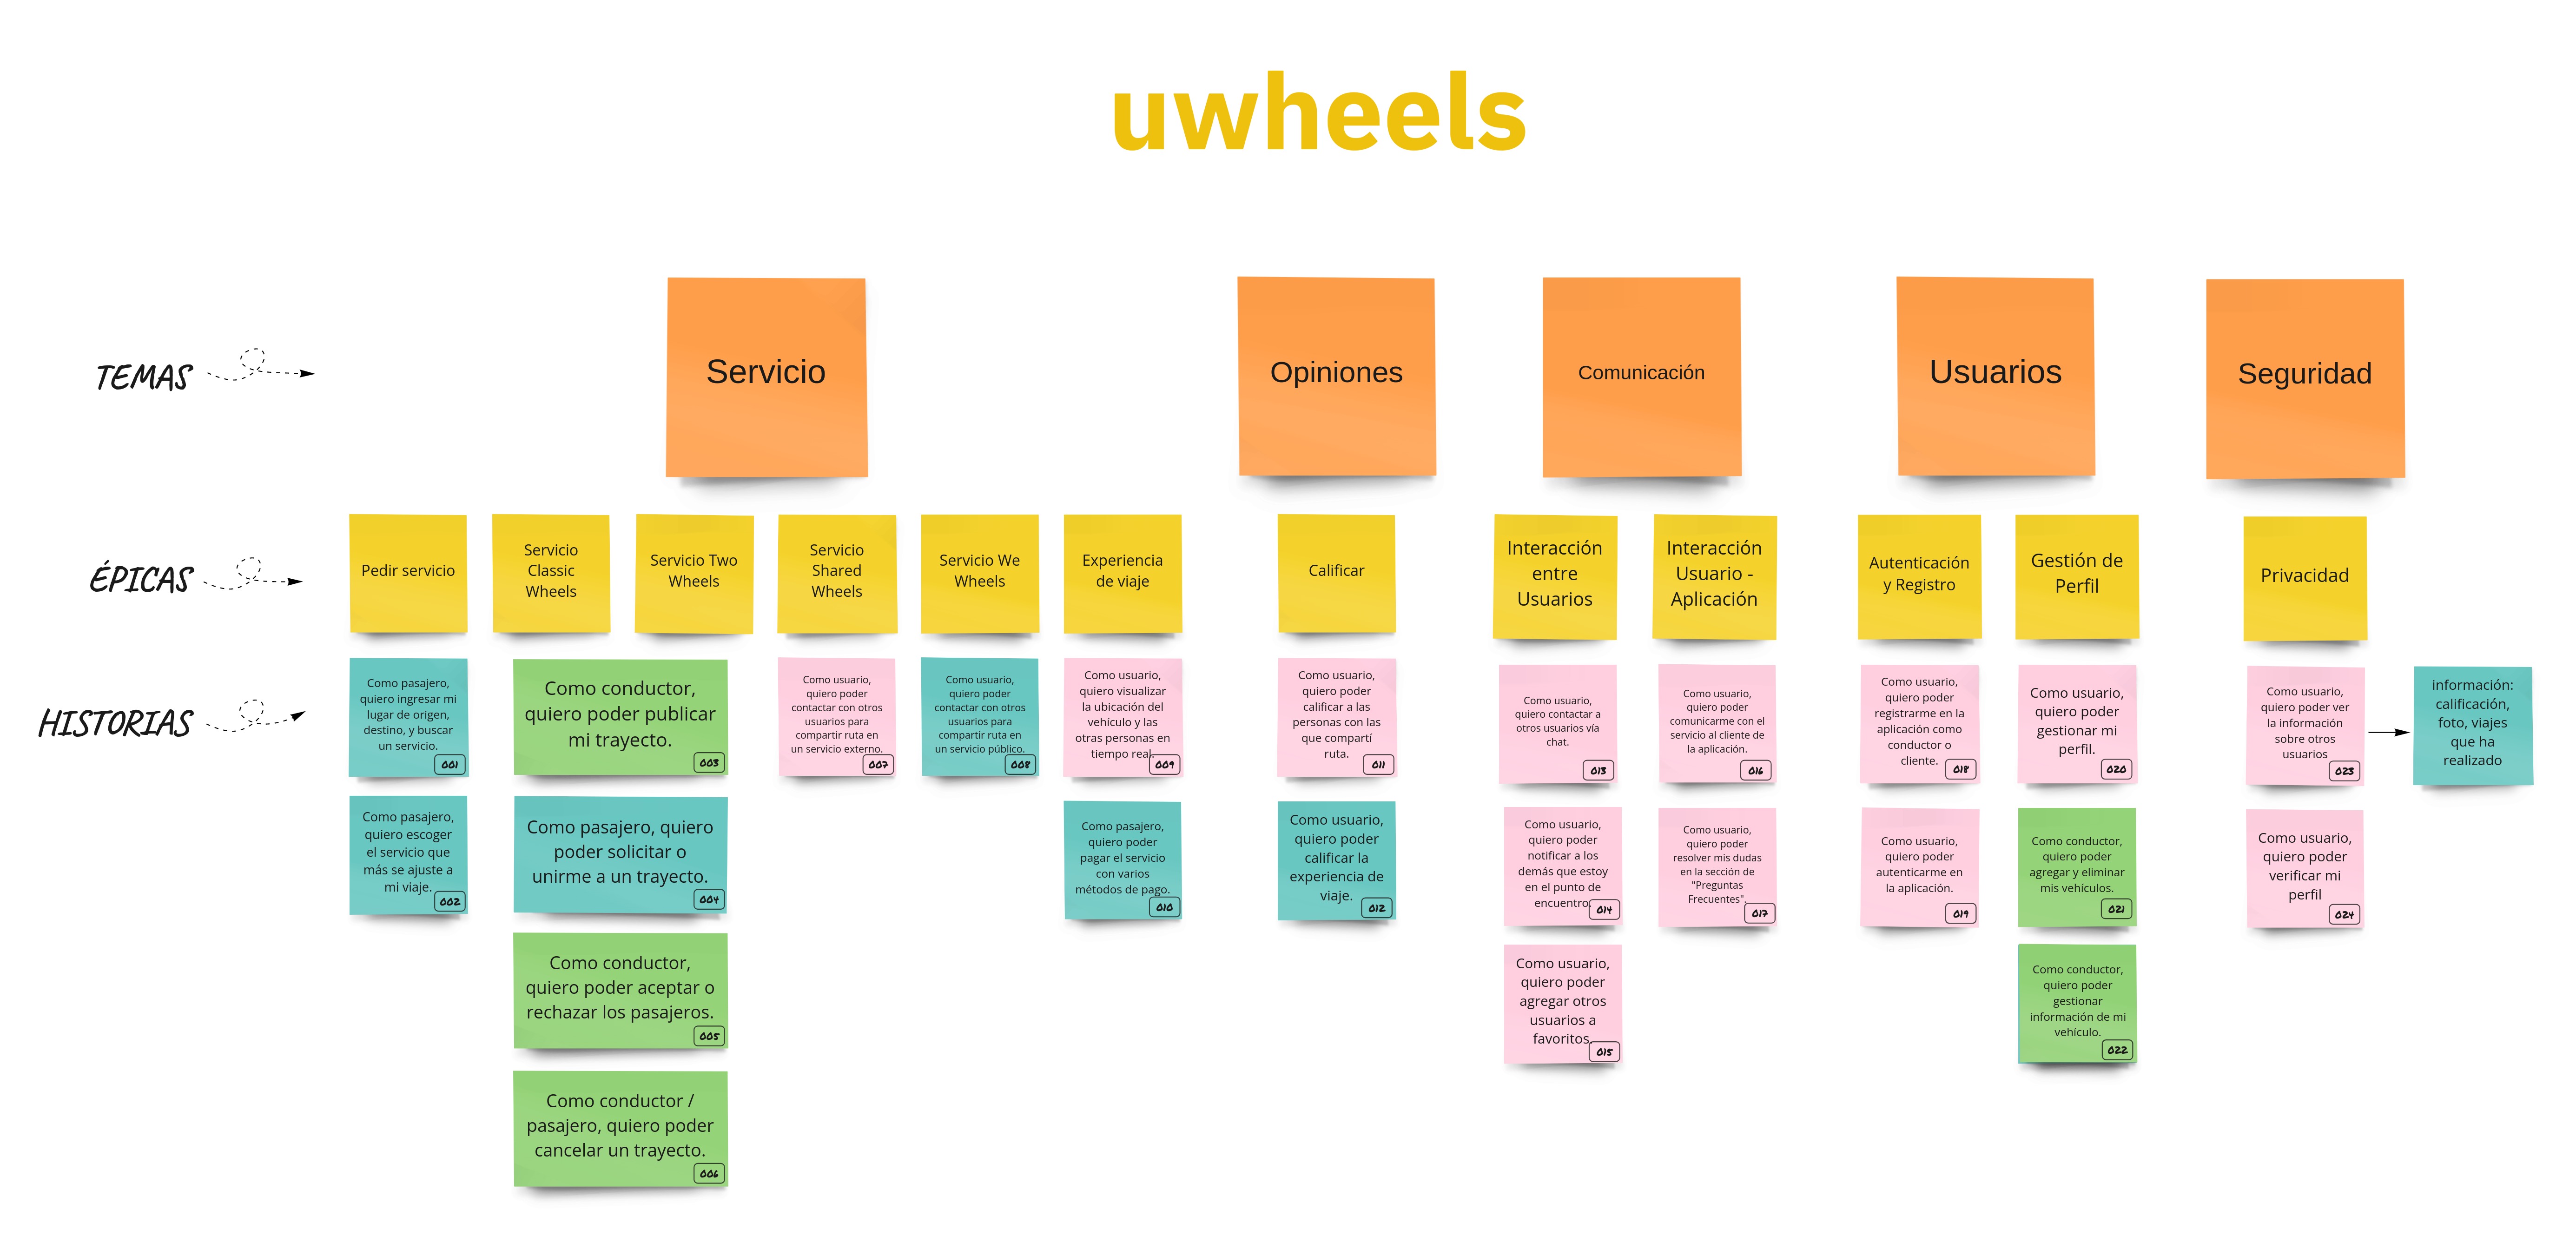 uwheels
TEMAS
Servicio
Opiniones
Comunicación
Usuarios
Seguridad
ÉPICAS
Pedir servicio
Servicio
Classic
Wheels
Servicio Two
Wheels
Servicio
Shared
Wheels
Servicio We
Wheels
Experiencia
de viaje
Calificar
Interacción
entre
Usuarios
Interacción
Usuario -
Aplicación
Autenticación
y Registro
Gestión de
Perfil
Privacidad
HISTORIAS
Como pasajero,
quiero ingresar mi
lugar de origen,
destino, y buscar
un servicio.
001
Como pasajero,
quiero escoger
el servicio que
más se ajuste a
mi viaje.
002
Como conductor,
quiero poder publicar
mi trayecto.
003
Como pasajero, quiero
poder solicitar o
unirme a un trayecto.
004
Como conductor,
quiero poder aceptar o
rechazar los pasajeros.
005
Como conductor /
pasajero, quiero poder
cancelar un trayecto.
006
Como usuario,
quiero poder
contactar con otros
usuarios para
compartir ruta en
un servicio externo.
007
Como usuario,
quiero poder
contactar con otros
usuarios para
compartir ruta en
un servicio público.
008
Como usuario,
quiero visualizar
la ubicación del
vehículo y las
otras personas en
tiempo real.
009
Como pasajero,
quiero poder
pagar el servicio
con varios
métodos de pago.
010
Como usuario,
quiero poder
calificar a las
personas con las
que compartí
ruta.
011
Como usuario,
quiero poder
calificar la
experiencia de
viaje.
012
Como usuario,
quiero contactar a
otros usuarios vía
chat.
013
Como usuario,
quiero poder
notificar a los
demás que estoy
en el punto de
encuentro.
014
Como usuario,
quiero poder
agregar otros
usuarios a
favoritos.
015
Como usuario,
quiero poder
comunicarme con el
servicio al cliente de
la aplicación.
016
Como usuario,
quiero poder
resolver mis dudas
en la sección de
"Preguntas
Frecuentes".
017
Como usuario,
quiero poder
registrarme en la
aplicación como
conductor o
cliente.
018
Como usuario,
quiero poder
autenticarme en
la aplicación.
019
Como usuario,
quiero poder
gestionar mi
perfil.
020
Como conductor,
quiero poder
agregar y eliminar
mis vehículos.
021
Como conductor,
quiero poder
gestionar
información de mi
vehículo.
022
Como usuario,
quiero poder ver
la información
sobre otros
usuarios
023
información:
calificación,
foto, viajes
que ha
realizado
Como usuario,
quiero poder
verificar mi
perfil
024